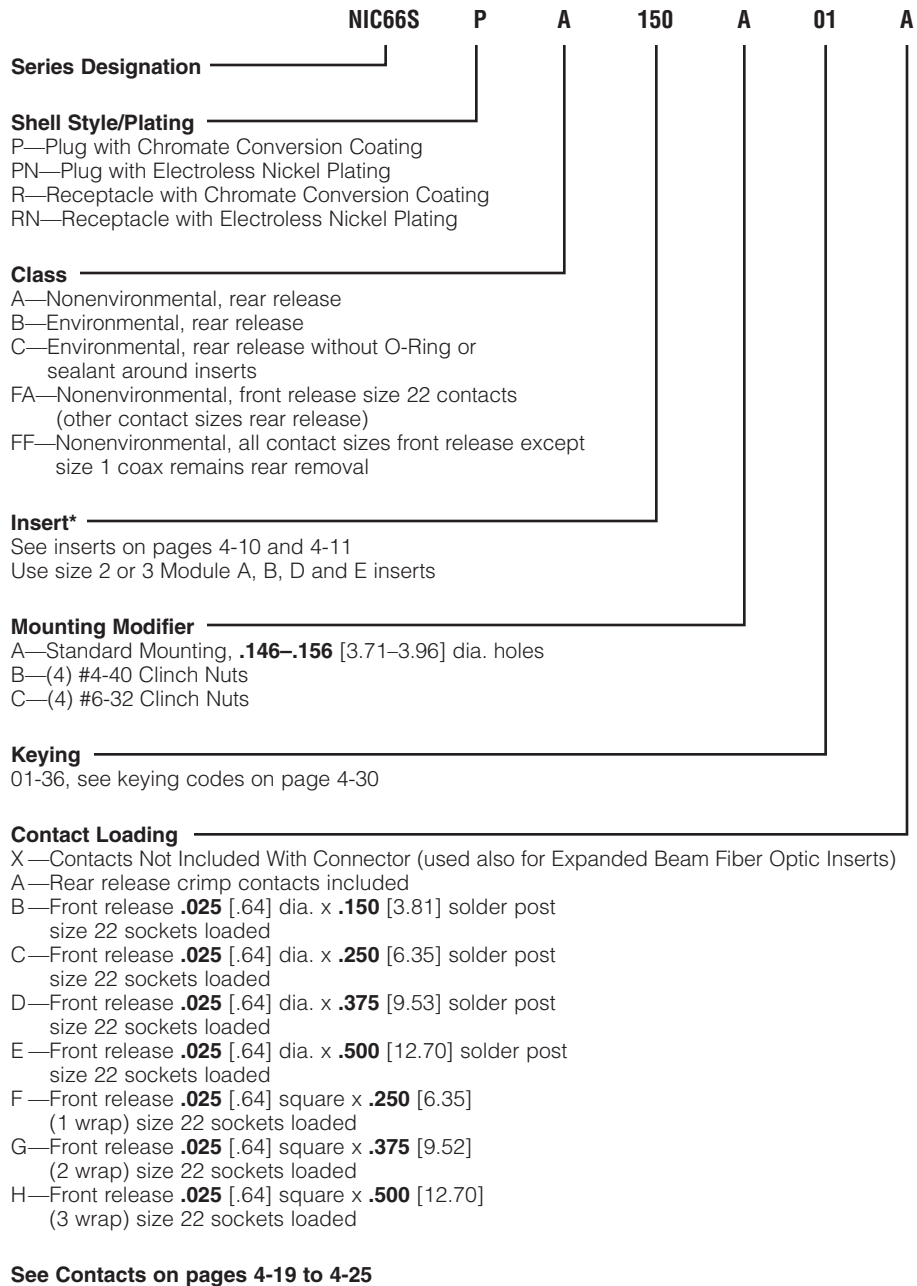 NIC66S P A 150 A 01 A
Series Designation
Shell Style/Plating
P—Plug with Chromate Conversion Coating
PN—Plug with Electroless Nickel Plating
R—Receptacle with Chromate Conversion Coating
RN—Receptacle with Electroless Nickel Plating
Class
A—Nonenvironmental, rear release
B—Environmental, rear release
C—Environmental, rear release without O-Ring or
sealant around inserts
FA—Nonenvironmental, front release size 22 contacts
(other contact sizes rear release)
FF—Nonenvironmental, all contact sizes front release except
size 1 coax remains rear removal
Insert*
See inserts on pages 4-10 and 4-11
Use size 2 or 3 Module A, B, D and E inserts
Mounting Modifier
A—Standard Mounting, .146–.156 [3.71–3.96] dia. holes
B—(4) #4-40 Clinch Nuts
C—(4) #6-32 Clinch Nuts
Keying
01-36, see keying codes on page 4-30
Contact Loading
X—Contacts Not Included With Connector (used also for Expanded Beam Fiber Optic Inserts)
A—Rear release crimp contacts included
B—Front release .025 [.64] dia. x .150 [3.81] solder post
size 22 sockets loaded
C—Front release .025 [.64] dia. x .250 [6.35] solder post
size 22 sockets loaded
D—Front release .025 [.64] dia. x .375 [9.53] solder post
size 22 sockets loaded
E—Front release .025 [.64] dia. x .500 [12.70] solder post
size 22 sockets loaded
F—Front release .025 [.64] square x .250 [6.35]
(1 wrap) size 22 sockets loaded
G—Front release .025 [.64] square x .375 [9.52]
(2 wrap) size 22 sockets loaded
H—Front release .025 [.64] square x .500 [12.70]
(3 wrap) size 22 sockets loaded
See Contacts on pages 4-19 to 4-25